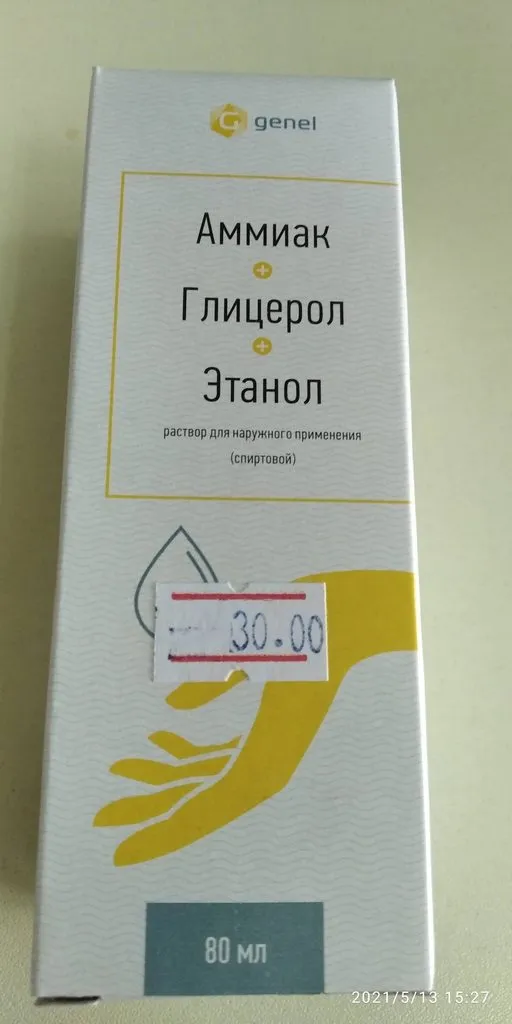 genel
Аммиак
+
Глицерол
+
Этанол
раствор для наружного применения
(спиртовой)
30.00
80 мл
2021/5/13 15:27